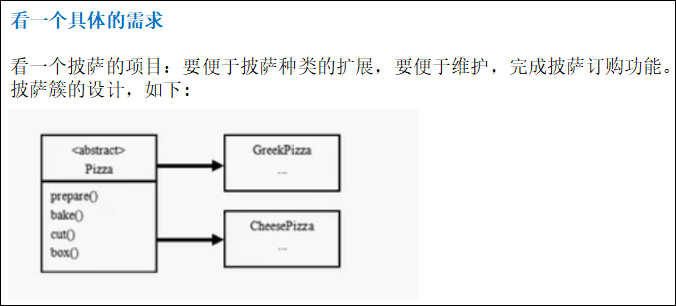 看一个具体的需求
看一个披萨的项目：要便于披萨种类的扩展，要便于维护，完成披萨订购功能。
披萨簇的设计，如下：
<abstract>
Pizza
prepare()
bake()
cut()
box()
GreekPizza
...
CheesePizza
...